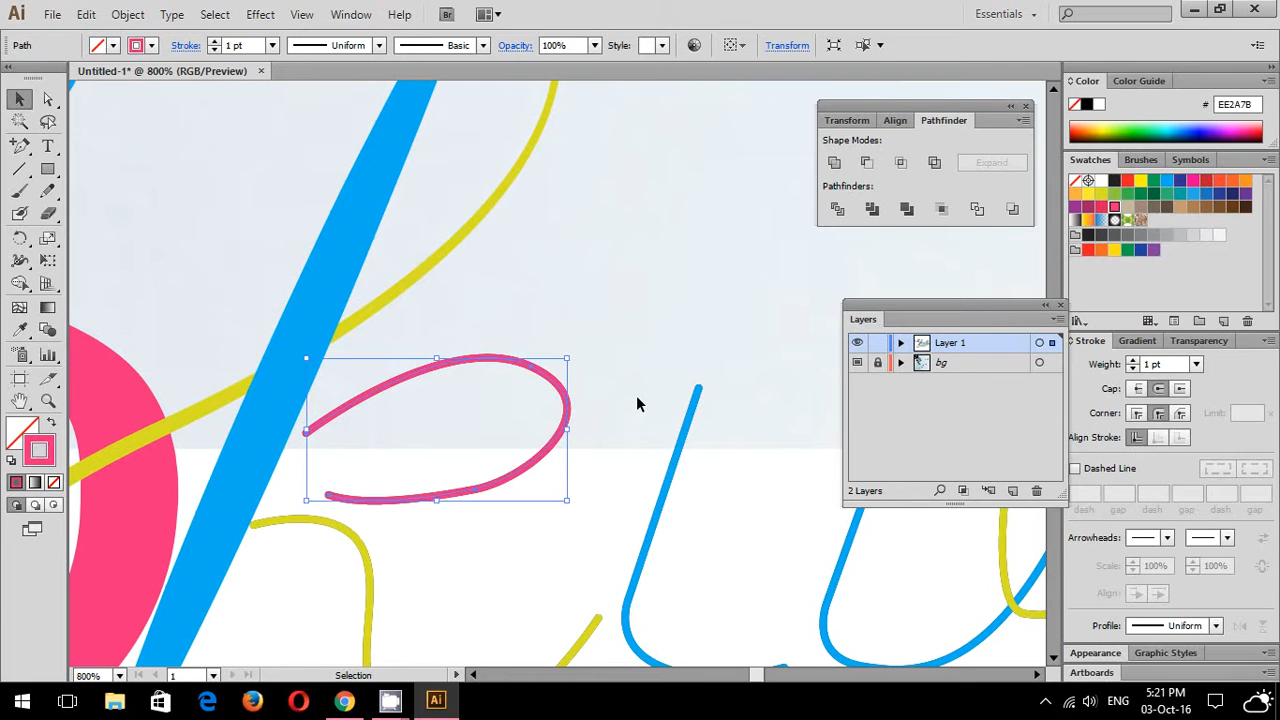 Ai File Edit Object Type Select Effect View Window Help Br Essentials
Path Stroke: 1 pt Uniform Basic Opacity: 100% Style: Transform
Untitled-1* @ 800% (RGB/Preview)
Color Color Guide
# EE2A7B
Transform Align Pathfinder
Shape Modes:
Expand
Pathfinders:
Swatches Brushes Symbols
Layers
Layer 1
bg
2 Layers
Stroke Gradient Transparency
Weight: 1 pt
Cap:
Corner: Limit:
Align Stroke:
Dashed Line
dash gap dash gap dash gap
Arrowheads:
Scale: 100% 100%
Align:
Profile: Uniform
Appearance Graphic Styles
Artboards
800% 1 Selection
ENG 5:21 PM
03-Oct-16